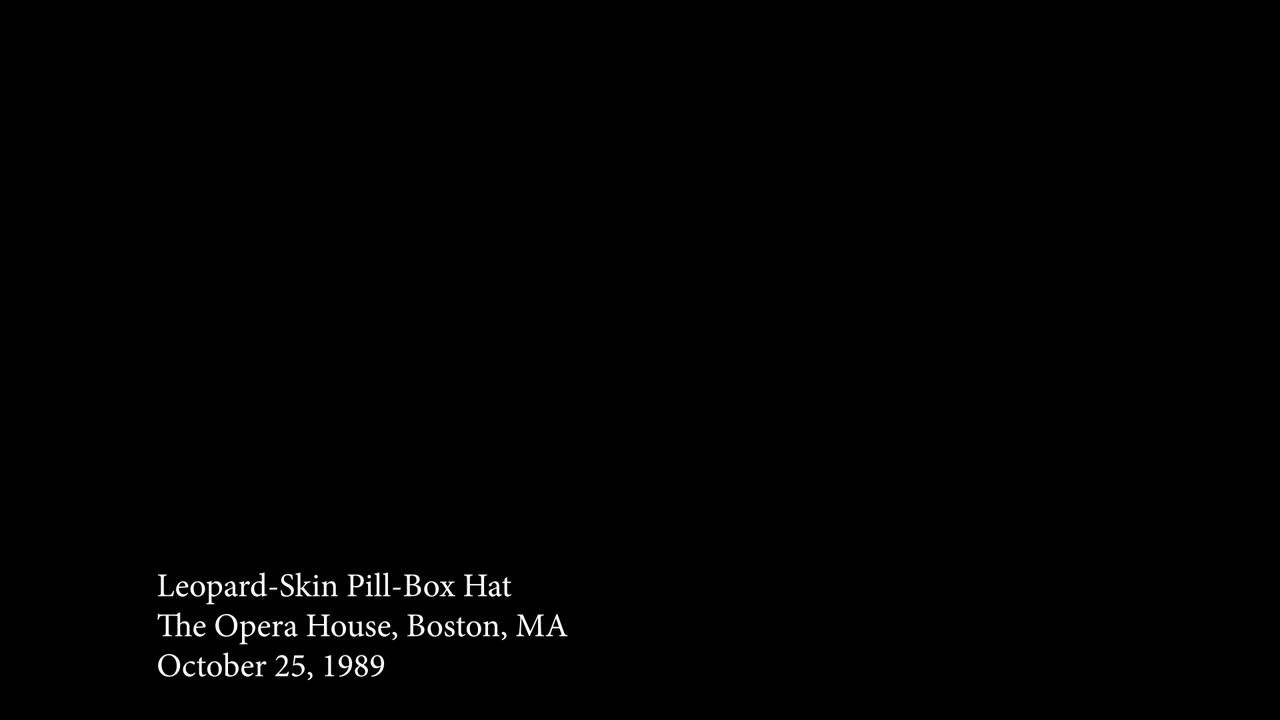 Leopard-Skin Pill-Box Hat
The Opera House, Boston, MA
October 25, 1989